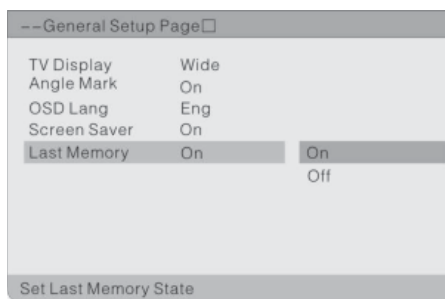 --General Setup Page□
TV Display Wide
Angle Mark On
OSD Lang Eng
Screen Saver On
Last Memory On On
Off
Set Last Memory State